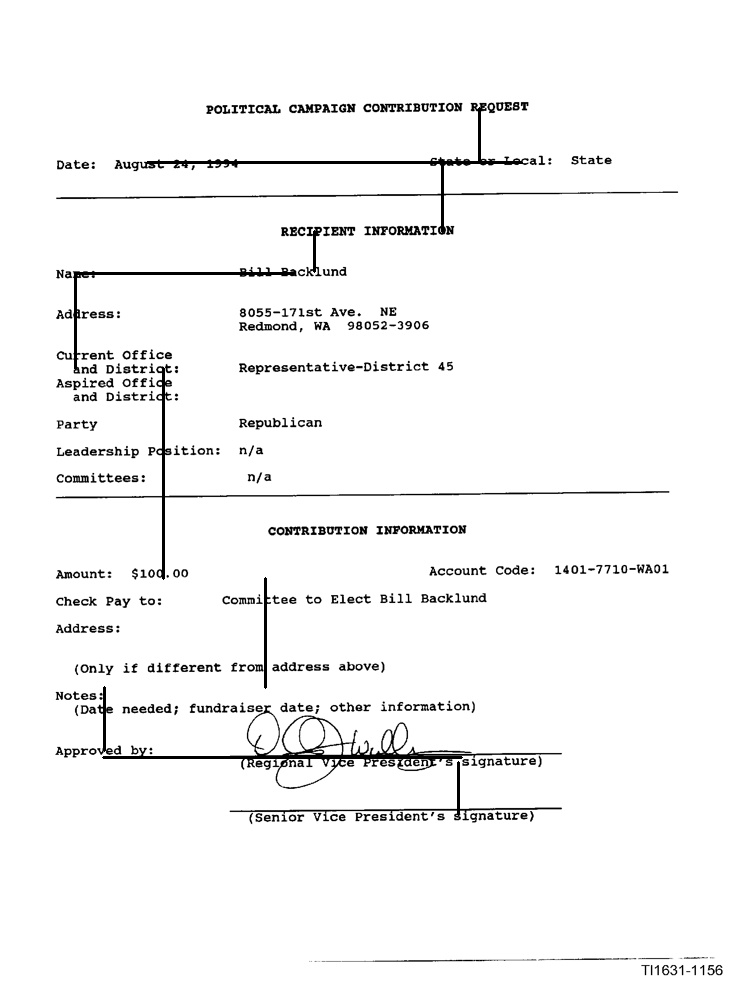 POLITICAL CAMPAIGN CONTRIBUTION REQUEST
Date: August 24, 1994 State or Local: State
RECIPIENT INFORMATION
Name: Bill Backlund
Address: 8055-171st Ave. NE
Redmond, WA 98052-3906
Current Office
and District: Representative-District 45
Aspired Office
and District:
Party Republican
Leadership Position: n/a
Committees: n/a
CONTRIBUTION INFORMATION
Amount: $100.00 Account Code: 1401-7710-WA01
Check Pay to: Committee to Elect Bill Backlund
Address:
(Only if different from address above)
Notes:
(Date needed; fundraiser date; other information)
Approved by:
(Regional Vice President's signature)
(Senior Vice President's signature)
TI1631-1156